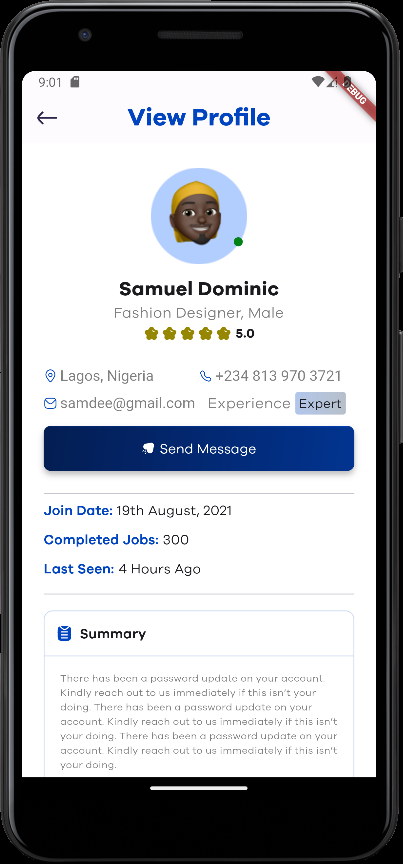 9:01
View Profile
Samuel Dominic
Fashion Designer, Male
5.0
Lagos, Nigeria +234 813 970 3721
samdee@gmail.com Experience Expert
Send Message
Join Date: 19th August, 2021
Completed Jobs: 300
Last Seen: 4 Hours Ago
Summary
There has been a password update on your account.
Kindly reach out to us immediately if this isn't your
doing. There has been a password update on your
account. Kindly reach out to us immediately if this isn't
your doing. There has been a password update on your
account. Kindly reach out to us immediately if this isn't
your doing.